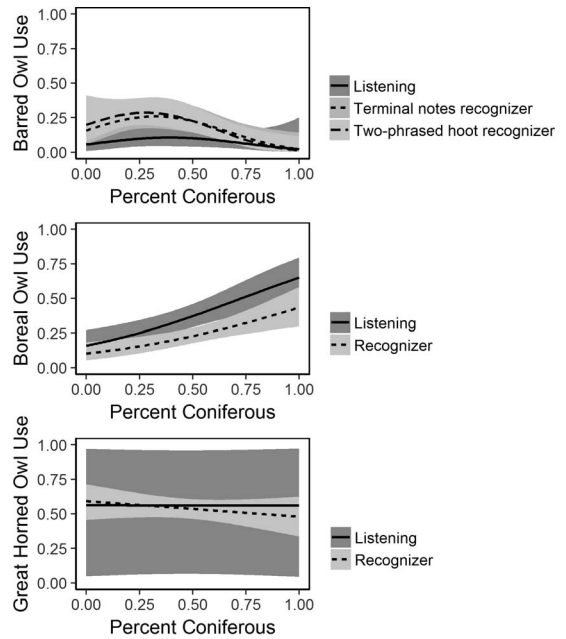 Barred Owl Use
1.00
0.75
0.50
0.25
0.00
0.00 0.25 0.50 0.75 1.00
Percent Coniferous
Listening
Terminal notes recognizer
Two-phrased hoot recognizer
Boreal Owl Use
1.00
0.75
0.50
0.25
0.00
0.00 0.25 0.50 0.75 1.00
Percent Coniferous
Listening
Recognizer
Great Horned Owl Use
1.00
0.75
0.50
0.25
0.00
0.00 0.25 0.50 0.75 1.00
Percent Coniferous
Listening
Recognizer